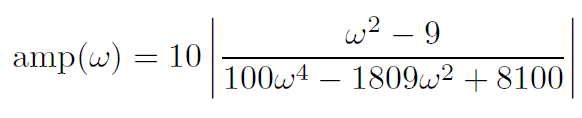 amp(ω) = 10 | (ω² − 9) / (100ω⁴ − 1809ω² + 8100) |